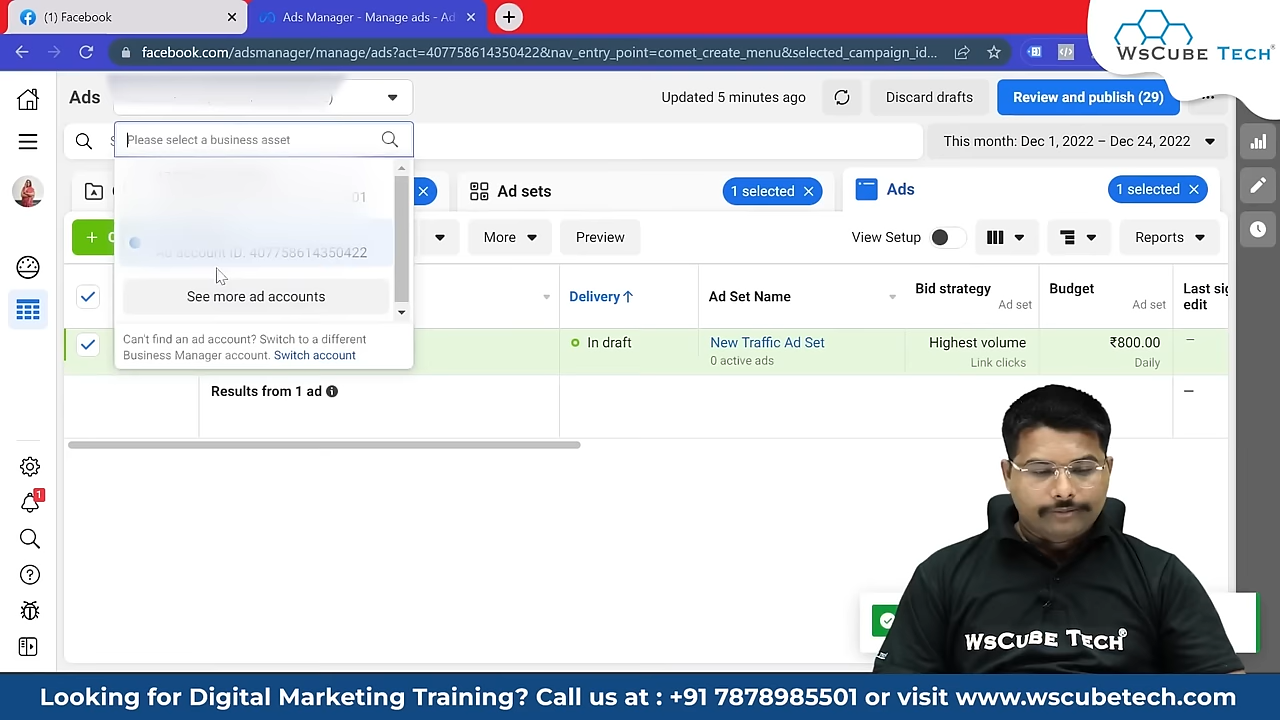 (1) Facebook
Ads Manager - Manage ads - Ad
facebook.com/adsmanager/manage/ads?act=407758614350422&nav_entry_point=comet_create_menu&selected_campaign_id...
WsCube Tech®
Ads
Updated 5 minutes ago
Discard drafts
Review and publish (29)
Please select a business asset
This month: Dec 1, 2022 – Dec 24, 2022
01
Ad account ID: 407758614350422
See more ad accounts
Can't find an ad account? Switch to a different
Business Manager account. Switch account
Ad sets
1 selected
Ads
1 selected
More
Preview
View Setup
Reports
Delivery↑
Ad Set Name
Bid strategy
Ad set
Budget
Ad set
edit
In draft
New Traffic Ad Set
0 active ads
Highest volume
Link clicks
₹800.00
Daily
–
Results from 1 ad
–
1
WsCube Tech®
Looking for Digital Marketing Training? Call us at : +91 7878985501 or visit www.wscubetech.com